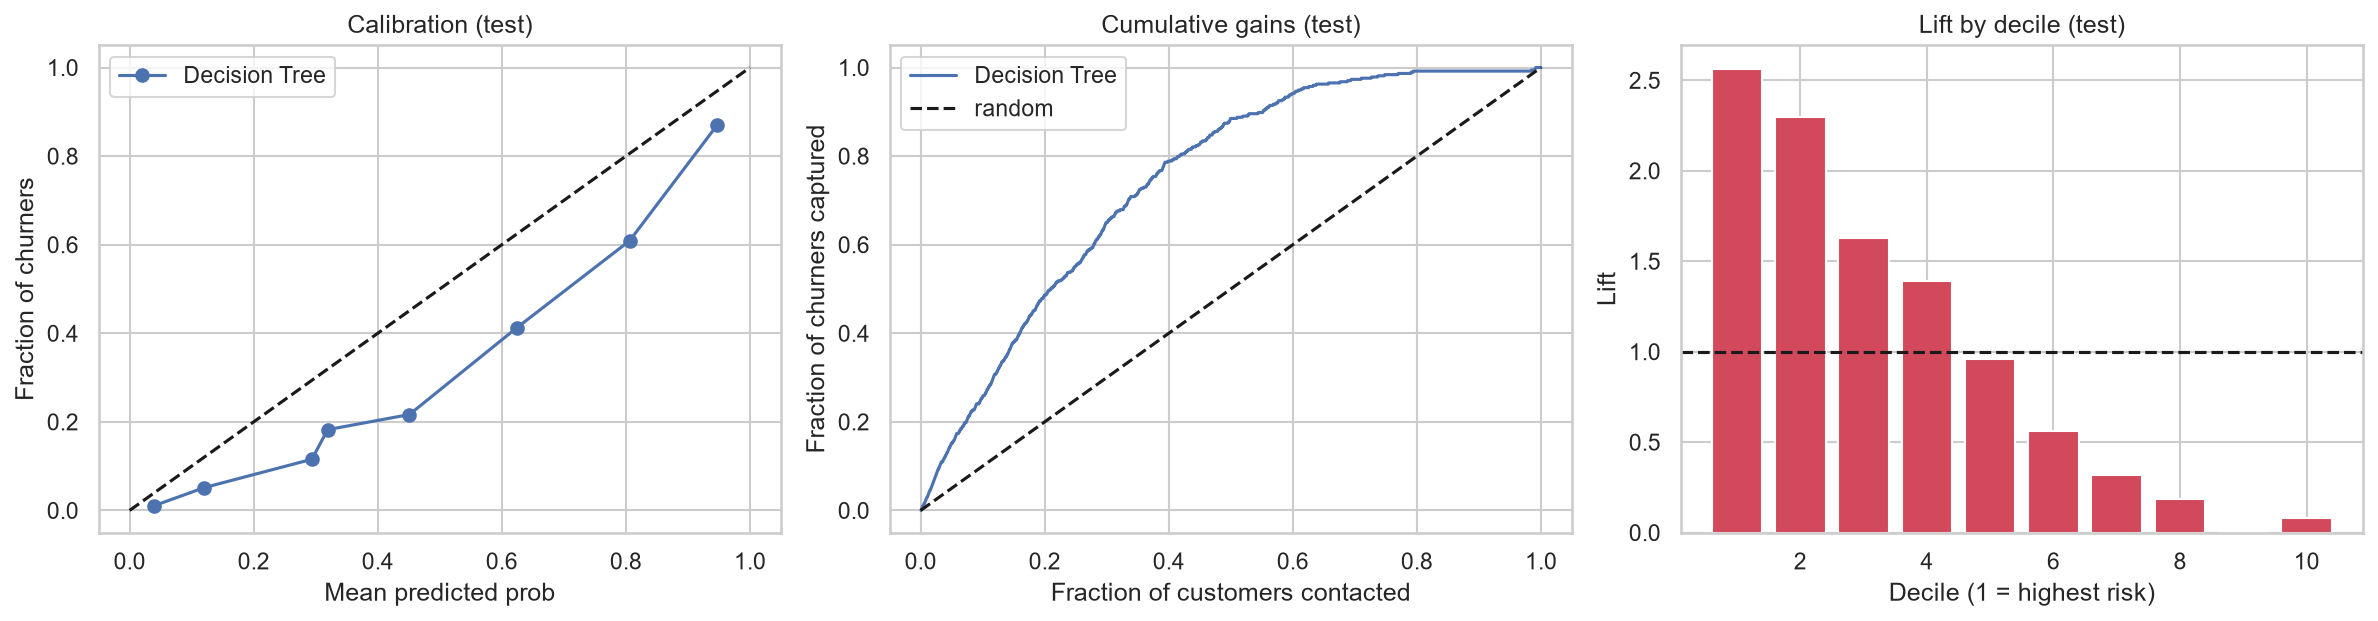 Calibration (test)
Decision Tree
Fraction of churners
1.0
0.8
0.6
0.4
0.2
0.0
0.0 0.2 0.4 0.6 0.8 1.0
Mean predicted prob
Cumulative gains (test)
Decision Tree
random
Fraction of churners captured
1.0
0.8
0.6
0.4
0.2
0.0
0.0 0.2 0.4 0.6 0.8 1.0
Fraction of customers contacted
Lift by decile (test)
Lift
2.5
2.0
1.5
1.0
0.5
0.0
2 4 6 8 10
Decile (1 = highest risk)